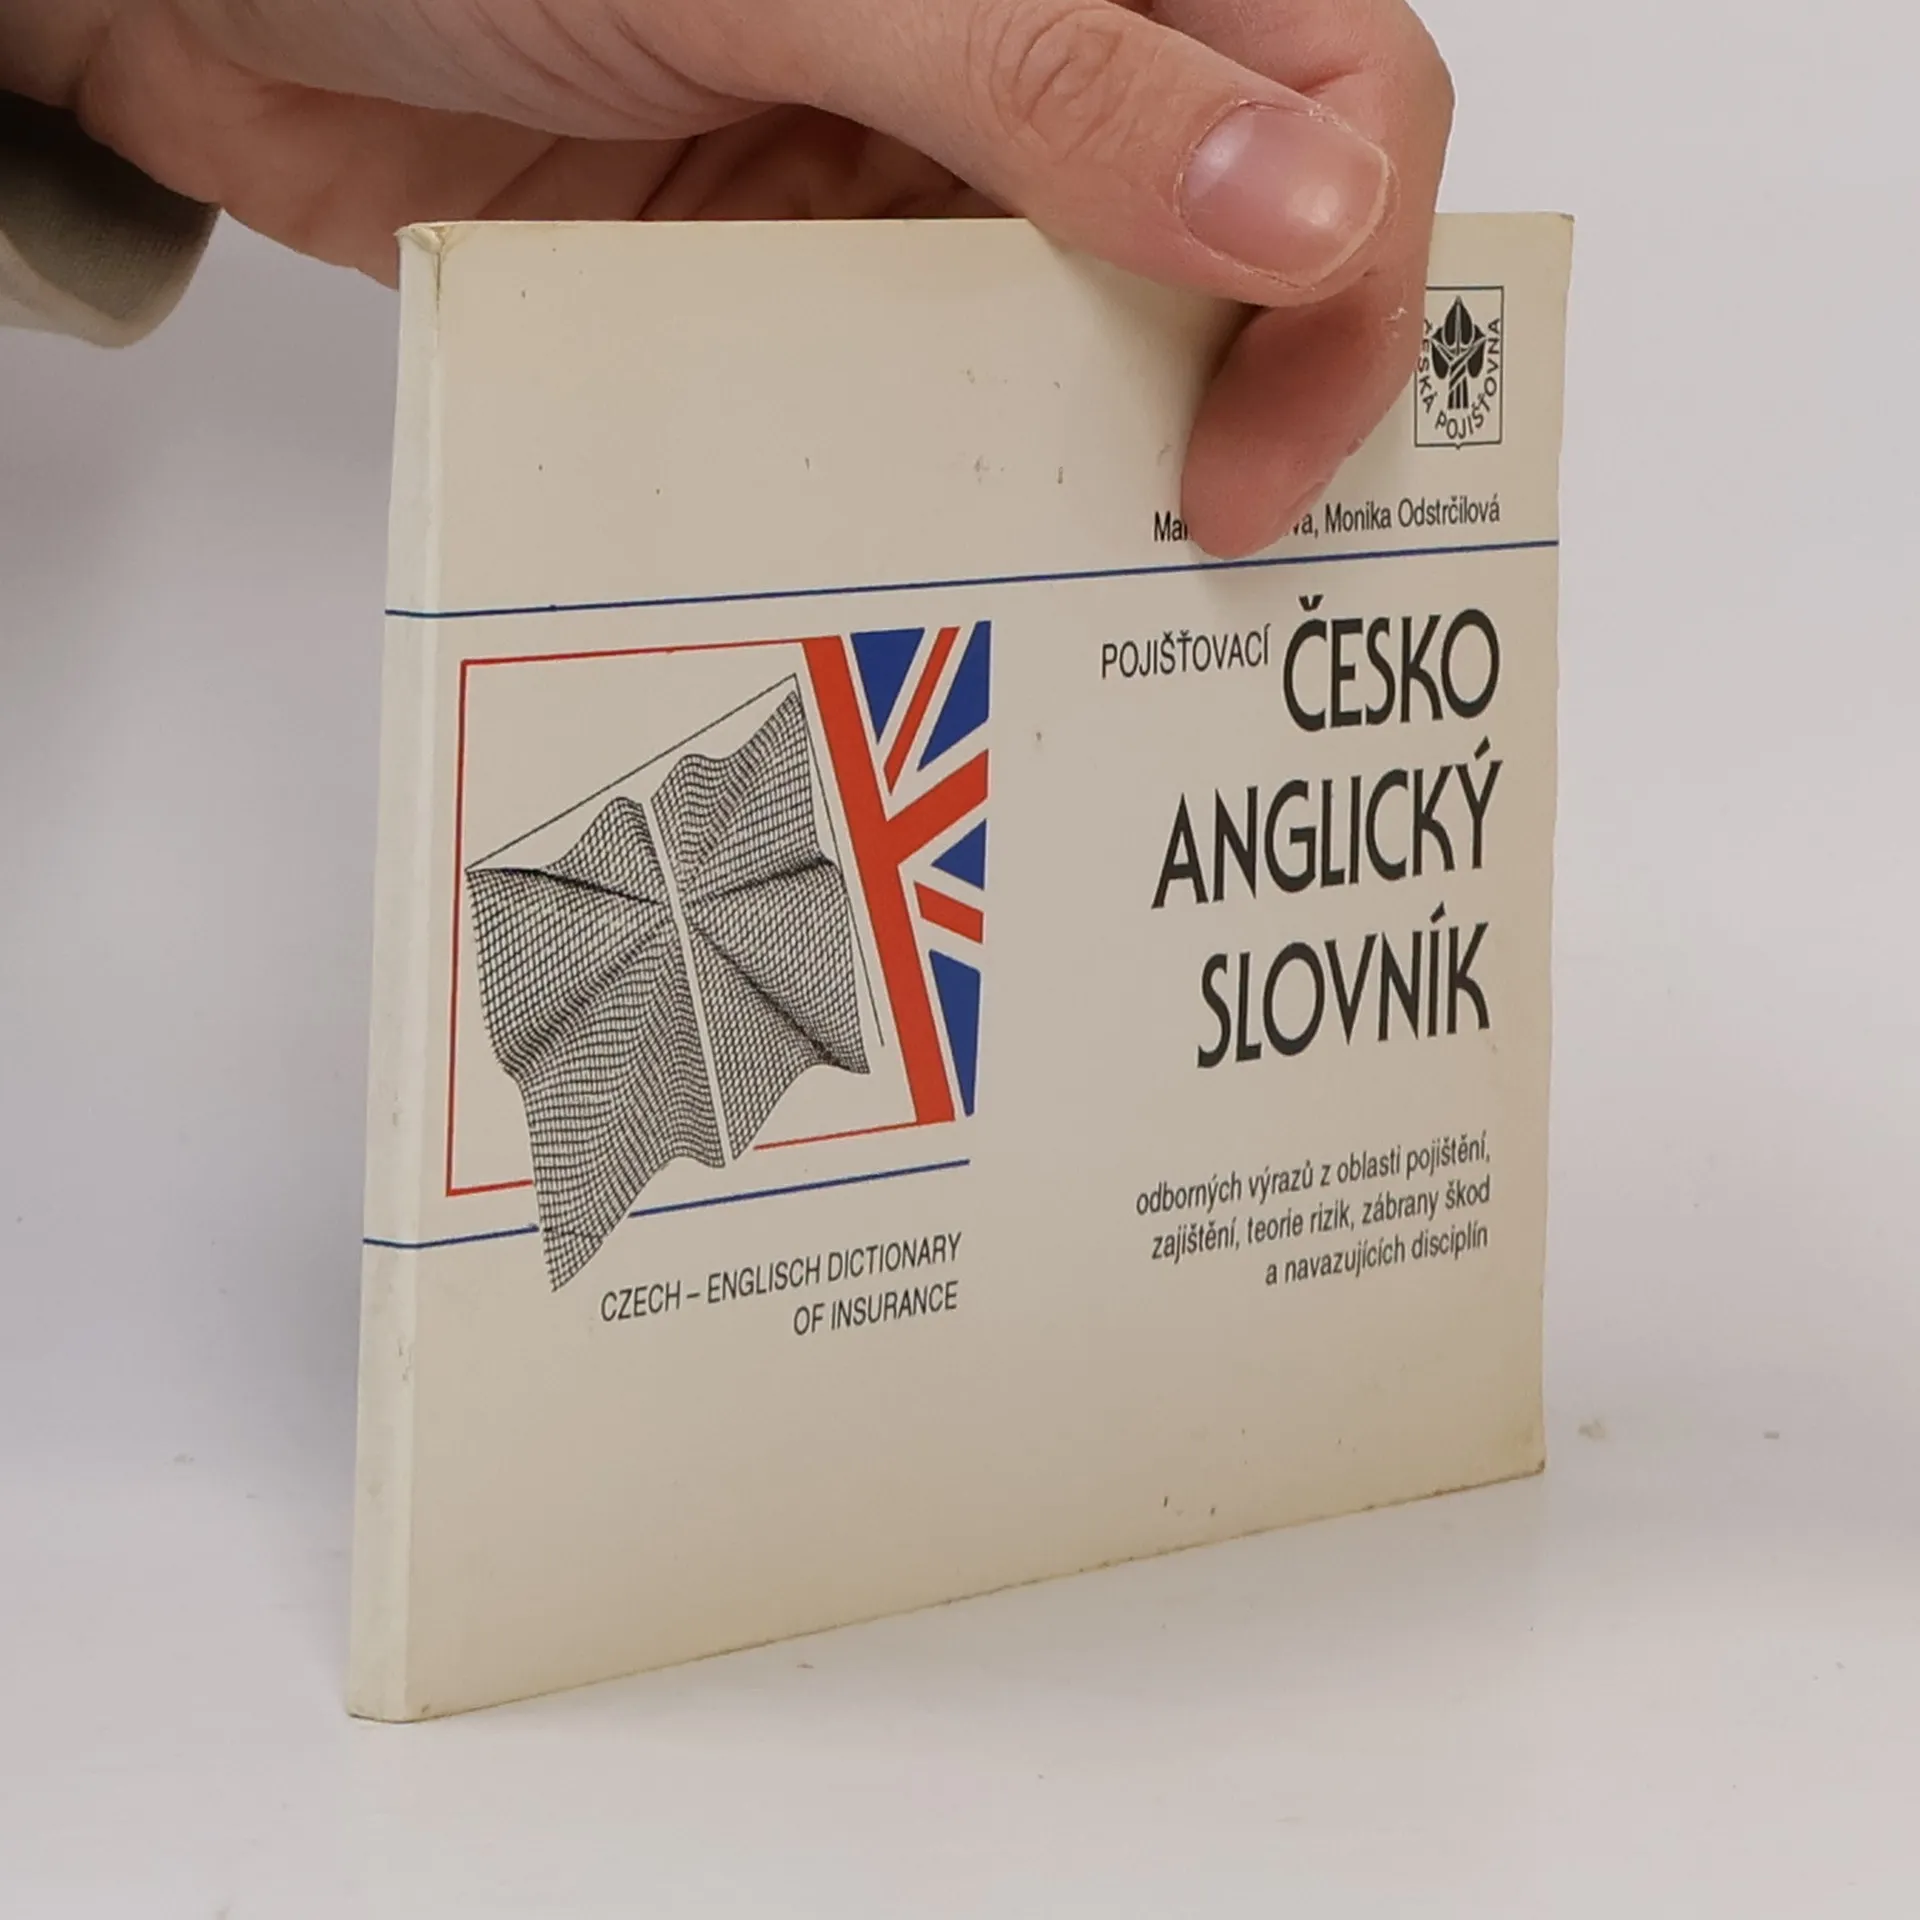 ČESKÁ POJIŠŤOVNA
Monika Odstrčilová
POJIŠŤOVACÍ ČESKO
ANGLICKÝ
SLOVNÍK
odborných výrazů z oblasti pojištění,
zajištění, teorie rizik, zábrany škod
a navazujících disciplín
CZECH – ENGLISCH DICTIONARY
OF INSURANCE